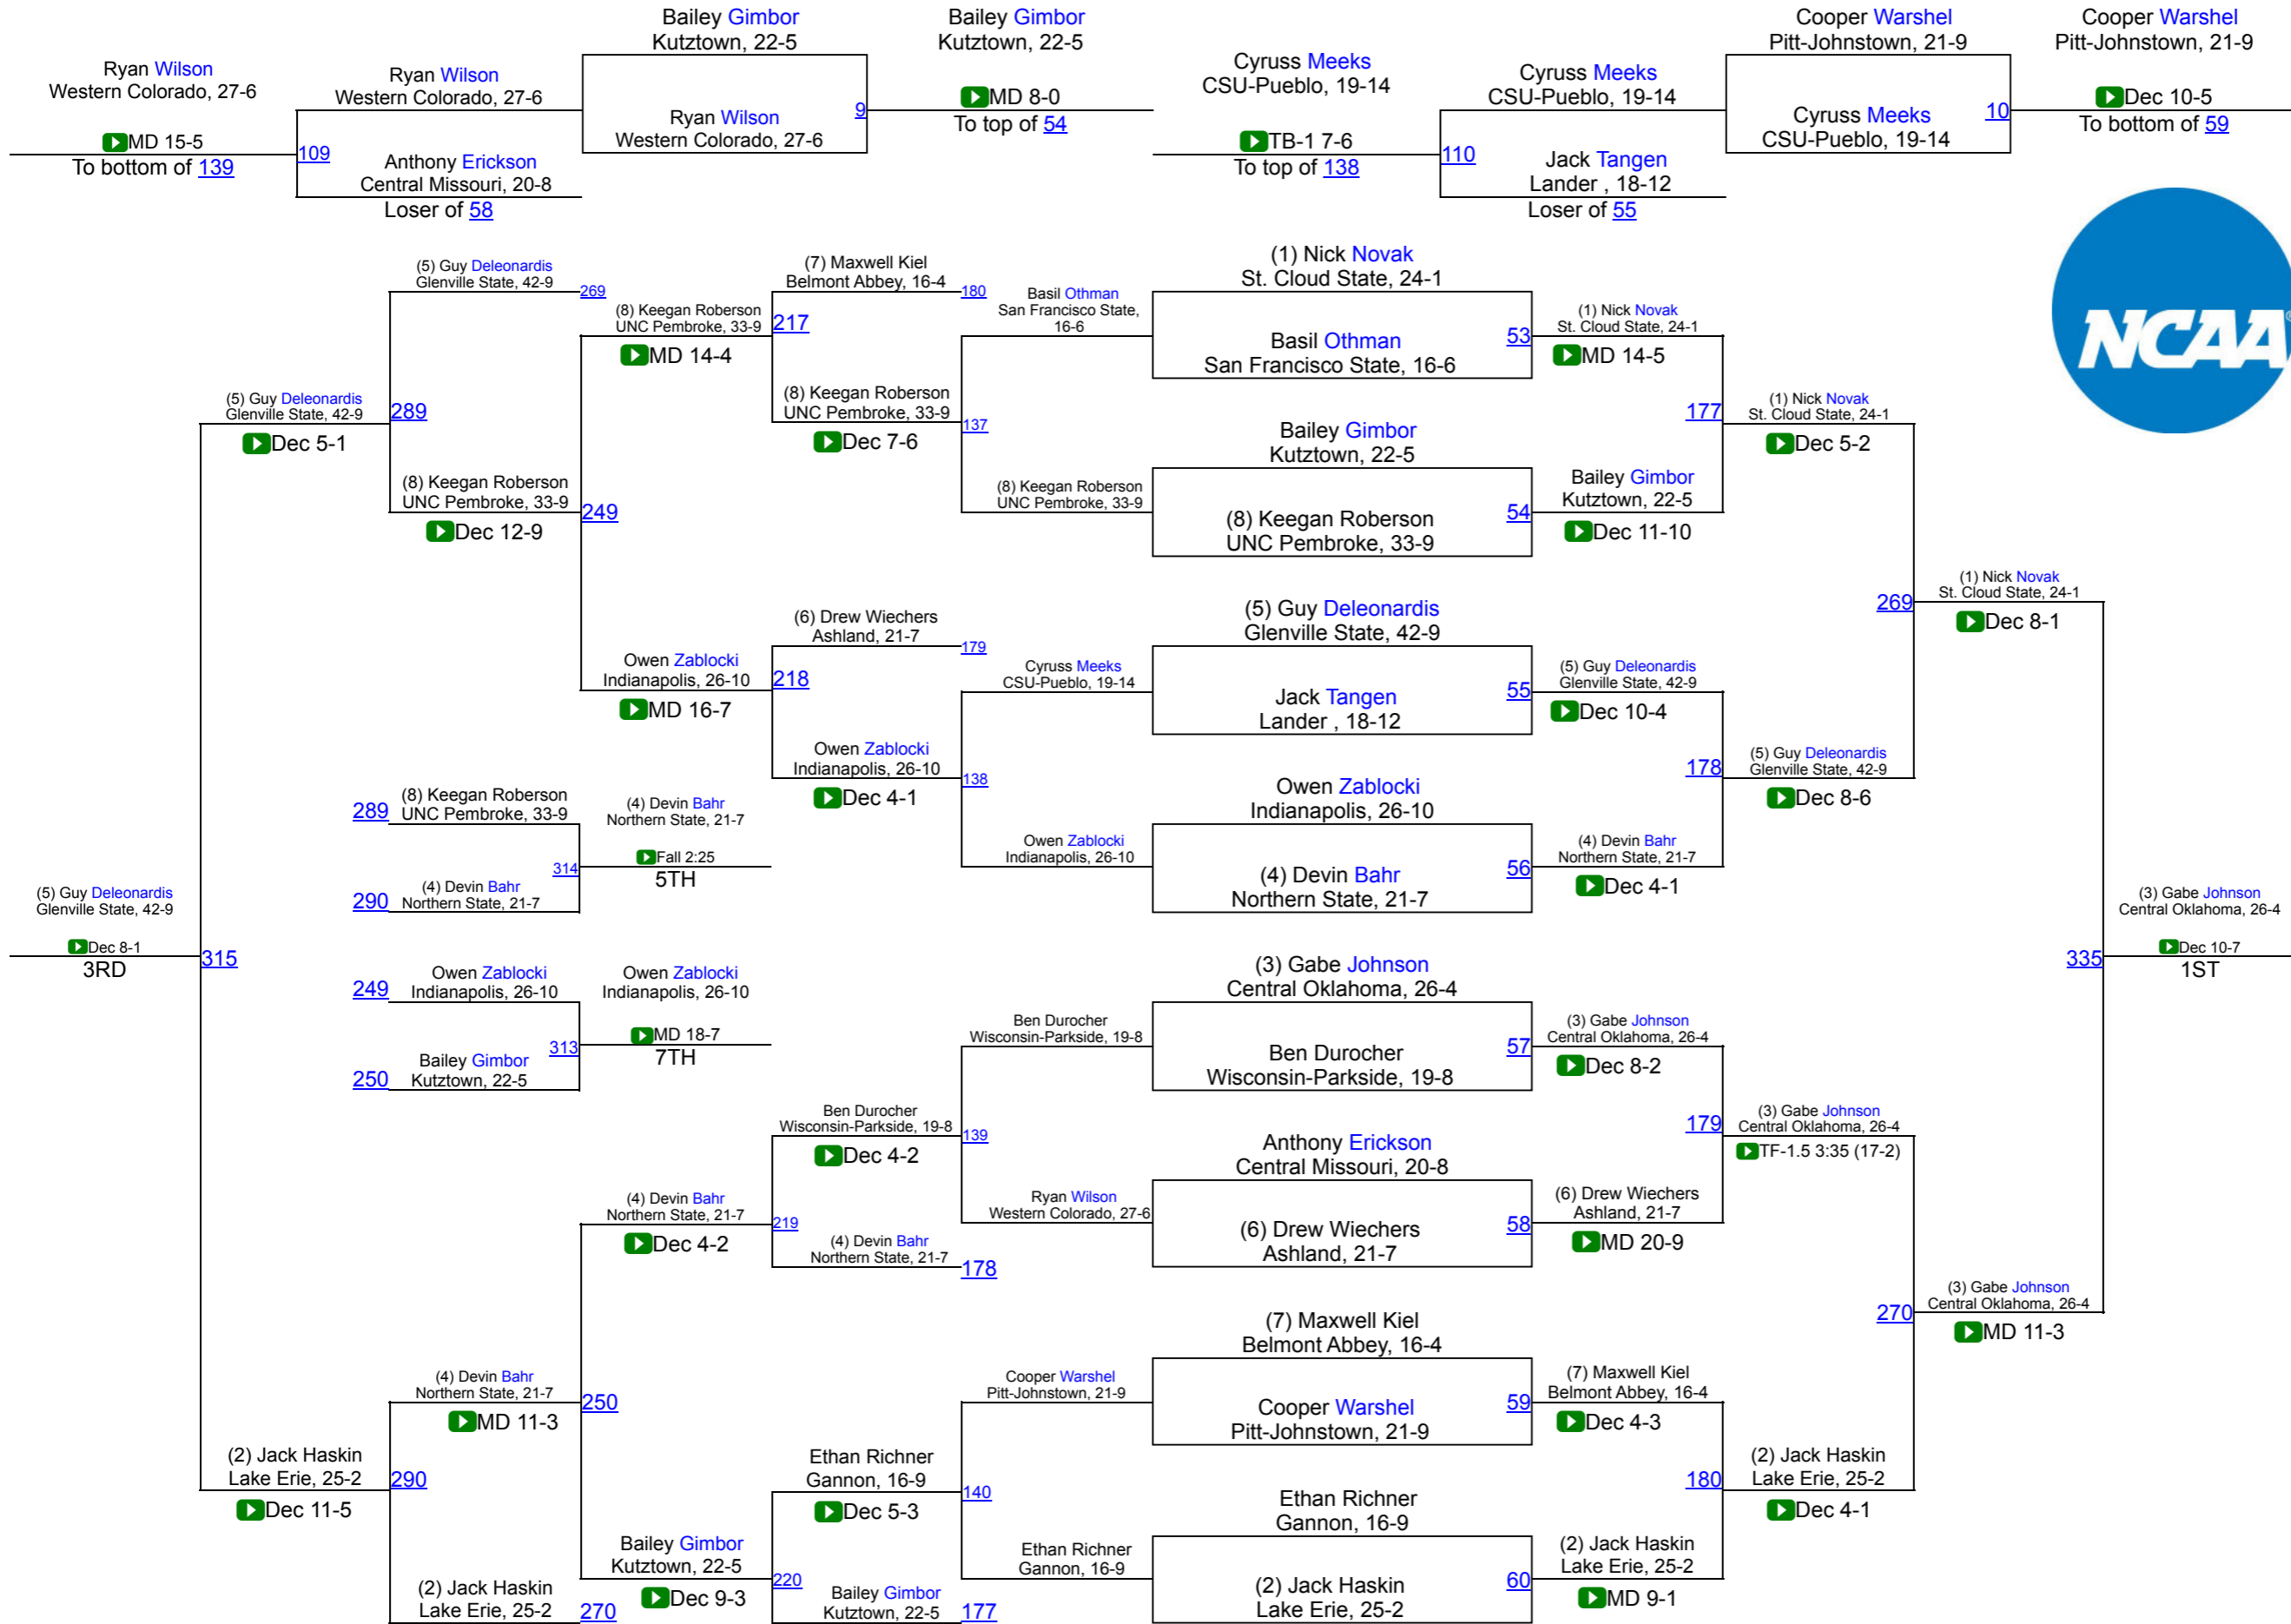 Bailey Gimbor
Kutztown, 22-5
Bailey Gimbor
Kutztown, 22-5
Cooper Warshel
Pitt-Johnstown, 21-9
Cooper Warshel
Pitt-Johnstown, 21-9
Ryan Wilson
Western Colorado, 27-6
Ryan Wilson
Western Colorado, 27-6
Cyruss Meeks
CSU-Pueblo, 19-14
Cyruss Meeks
CSU-Pueblo, 19-14
MD 15-5
To bottom of 139
109
Anthony Erickson
Central Missouri, 20-8
Loser of 58
Ryan Wilson
Western Colorado, 27-6
9
MD 8-0
To top of 54
TB-1 7-6
To top of 138
110
Jack Tangen
Lander , 18-12
Loser of 55
Cyruss Meeks
CSU-Pueblo, 19-14
10
Dec 10-5
To bottom of 59
NCAA®
(5) Guy Deleonardis
Glenville State, 42-9
269
(7) Maxwell Kiel
Belmont Abbey, 16-4
180
(8) Keegan Roberson
UNC Pembroke, 33-9
217
MD 14-4
Basil Othman
San Francisco State,
16-6
(1) Nick Novak
St. Cloud State, 24-1
Basil Othman
San Francisco State, 16-6
53
(1) Nick Novak
St. Cloud State, 24-1
MD 14-5
(5) Guy Deleonardis
Glenville State, 42-9
289
Dec 5-1
(8) Keegan Roberson
UNC Pembroke, 33-9
137
Dec 7-6
177
(1) Nick Novak
St. Cloud State, 24-1
Dec 5-2
(8) Keegan Roberson
UNC Pembroke, 33-9
249
Dec 12-9
(8) Keegan Roberson
UNC Pembroke, 33-9
Bailey Gimbor
Kutztown, 22-5
(8) Keegan Roberson
UNC Pembroke, 33-9
54
Bailey Gimbor
Kutztown, 22-5
Dec 11-10
269
(1) Nick Novak
St. Cloud State, 24-1
Dec 8-1
(6) Drew Wiechers
Ashland, 21-7
179
Owen Zablocki
Indianapolis, 26-10
218
MD 16-7
Cyruss Meeks
CSU-Pueblo, 19-14
(5) Guy Deleonardis
Glenville State, 42-9
Jack Tangen
Lander , 18-12
55
(5) Guy Deleonardis
Glenville State, 42-9
Dec 10-4
Owen Zablocki
Indianapolis, 26-10
138
Dec 4-1
178
(5) Guy Deleonardis
Glenville State, 42-9
Dec 8-6
289
(8) Keegan Roberson
UNC Pembroke, 33-9
(4) Devin Bahr
Northern State, 21-7
314
Fall 2:25
5TH
290
(4) Devin Bahr
Northern State, 21-7
Owen Zablocki
Indianapolis, 26-10
Owen Zablocki
Indianapolis, 26-10
(4) Devin Bahr
Northern State, 21-7
56
(4) Devin Bahr
Northern State, 21-7
Dec 4-1
(5) Guy Deleonardis
Glenville State, 42-9
Dec 8-1
3RD
315
335
(3) Gabe Johnson
Central Oklahoma, 26-4
Dec 10-7
1ST
249
Owen Zablocki
Indianapolis, 26-10
Owen Zablocki
Indianapolis, 26-10
313
MD 18-7
7TH
250
Bailey Gimbor
Kutztown, 22-5
Ben Durocher
Wisconsin-Parkside, 19-8
(3) Gabe Johnson
Central Oklahoma, 26-4
Ben Durocher
Wisconsin-Parkside, 19-8
57
(3) Gabe Johnson
Central Oklahoma, 26-4
Dec 8-2
Ben Durocher
Wisconsin-Parkside, 19-8
139
Dec 4-2
179
(3) Gabe Johnson
Central Oklahoma, 26-4
TF-1.5 3:35 (17-2)
(4) Devin Bahr
Northern State, 21-7
219
Dec 4-2
(4) Devin Bahr
Northern State, 21-7
178
Ryan Wilson
Western Colorado, 27-6
Anthony Erickson
Central Missouri, 20-8
(6) Drew Wiechers
Ashland, 21-7
58
(6) Drew Wiechers
Ashland, 21-7
MD 20-9
270
(3) Gabe Johnson
Central Oklahoma, 26-4
MD 11-3
(4) Devin Bahr
Northern State, 21-7
250
MD 11-3
Cooper Warshel
Pitt-Johnstown, 21-9
(7) Maxwell Kiel
Belmont Abbey, 16-4
Cooper Warshel
Pitt-Johnstown, 21-9
59
(7) Maxwell Kiel
Belmont Abbey, 16-4
Dec 4-3
(2) Jack Haskin
Lake Erie, 25-2
290
Dec 11-5
Ethan Richner
Gannon, 16-9
140
Dec 5-3
180
(2) Jack Haskin
Lake Erie, 25-2
Dec 4-1
(2) Jack Haskin
Lake Erie, 25-2
270
Bailey Gimbor
Kutztown, 22-5
220
Dec 9-3
Bailey Gimbor
Kutztown, 22-5
177
Ethan Richner
Gannon, 16-9
Ethan Richner
Gannon, 16-9
(2) Jack Haskin
Lake Erie, 25-2
60
(2) Jack Haskin
Lake Erie, 25-2
MD 9-1